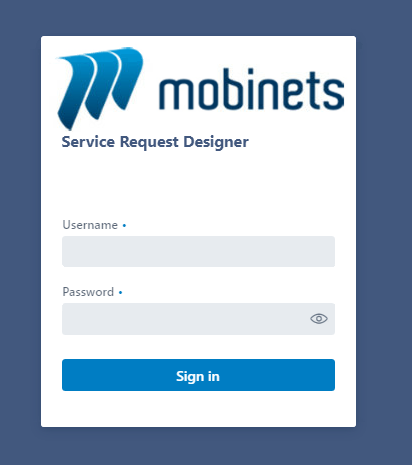 mobinets
Service Request Designer
Username •
Password •
Sign in